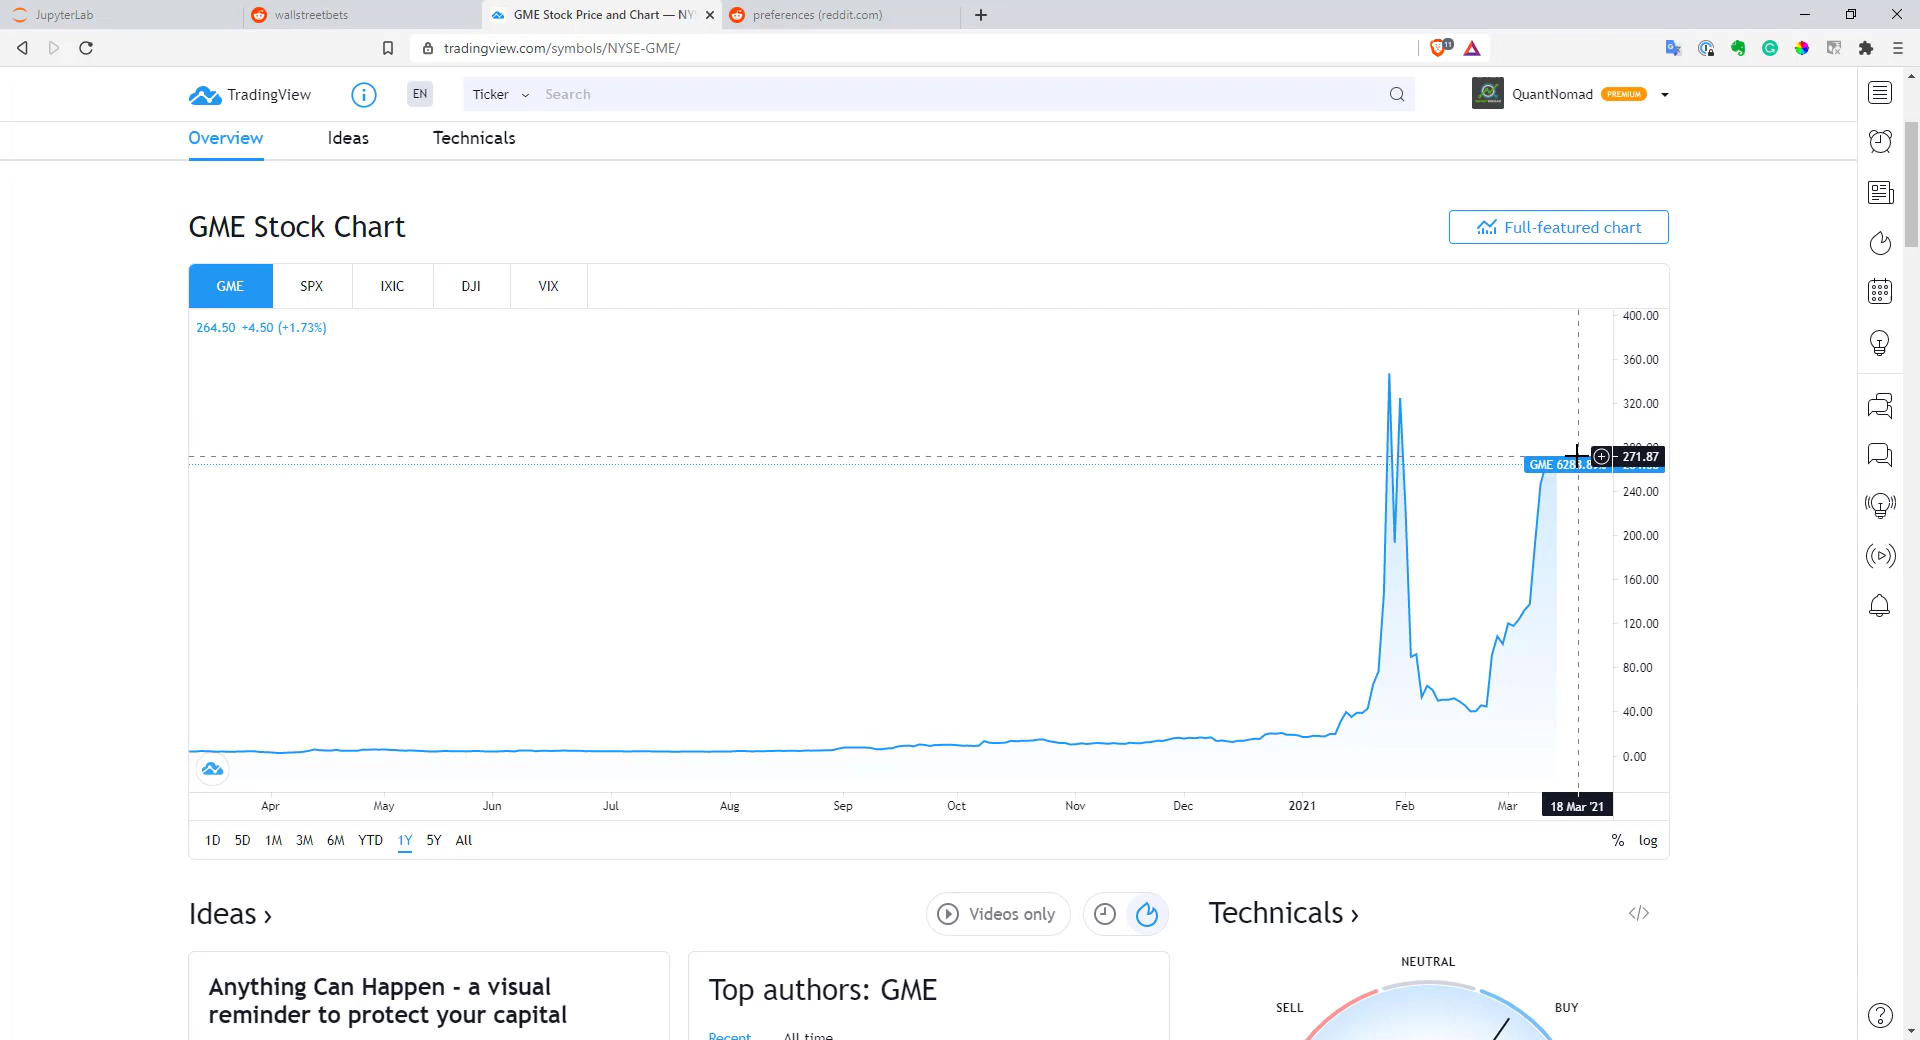 JupyterLab
wallstreetbets
GME Stock Price and Chart — NY
preferences (reddit.com)
tradingview.com/symbols/NYSE-GME/
11
TradingView
EN
Ticker
Search
QuantNomad
PREMIUM
Overview
Ideas
Technicals
GME Stock Chart
Full-featured chart
GME
SPX
IXIC
DJI
VIX
264.50 +4.50 (+1.73%)
400.00
360.00
320.00
271.87
GME
240.00
200.00
160.00
120.00
80.00
40.00
0.00
Apr
May
Jun
Jul
Aug
Sep
Oct
Nov
Dec
2021
Feb
Mar
18 Mar '21
1D
5D
1M
3M
6M
YTD
1Y
5Y
All
%
log
Ideas ›
Videos only
Technicals ›
Anything Can Happen - a visual
reminder to protect your capital
Top authors: GME
Recent
All time
NEUTRAL
SELL
BUY